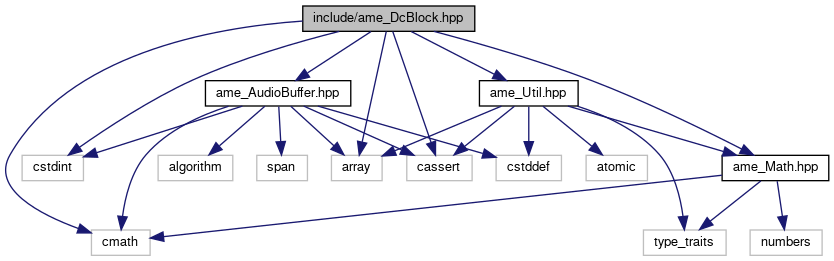 include/ame_DcBlock.hpp
ame_AudioBuffer.hpp
ame_Util.hpp
cstdint
algorithm
span
array
cassert
cstddef
atomic
ame_Math.hpp
cmath
type_traits
numbers